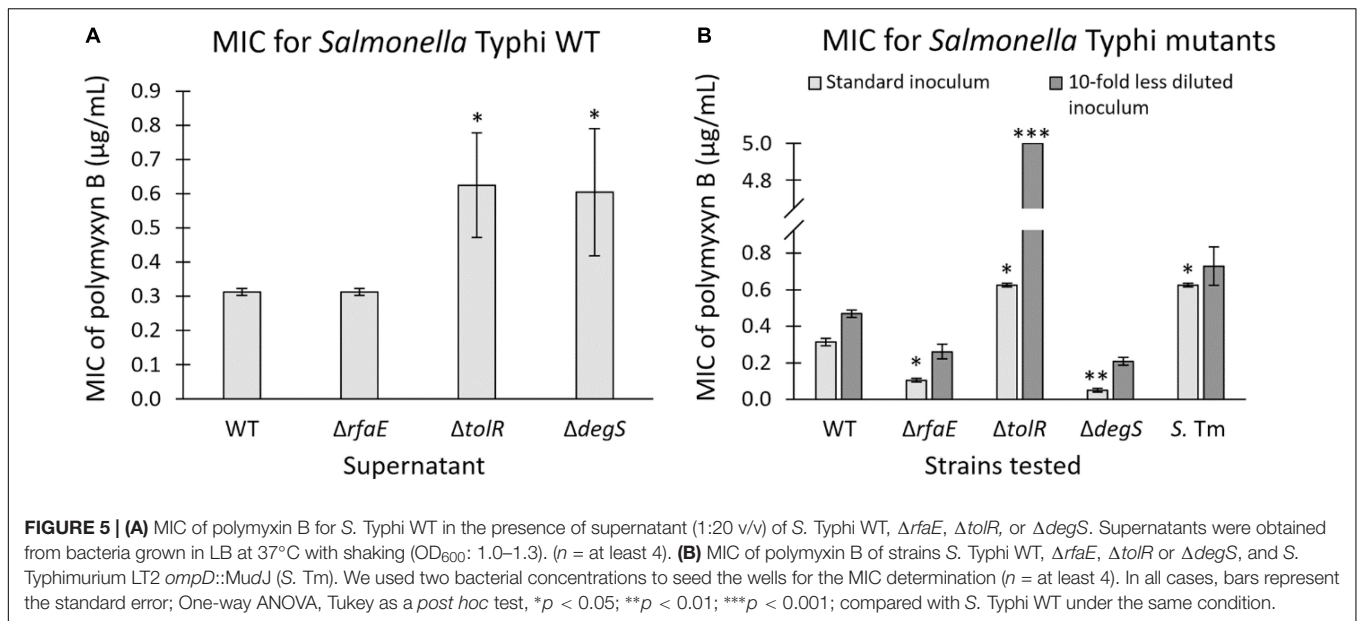 A
MIC for Salmonella Typhi WT
MIC of polymyxyn B (µg/mL)
0.9
0.8
0.7
0.6
0.5
0.4
0.3
0.2
0.1
0.0
*
*
WT ΔrfaE ΔtolR ΔdegS
Supernatant
B
MIC for Salmonella Typhi mutants
Standard inoculum
10-fold less diluted
inoculum
MIC of polymyxyn B (µg/mL)
5.0
4.8
0.8
0.6
0.4
0.2
0.0
*
*
***
**
*
WT ΔrfaE ΔtolR ΔdegS S. Tm
Strains tested
FIGURE 5 | (A) MIC of polymyxin B for S. Typhi WT in the presence of supernatant (1:20 v/v) of S. Typhi WT, ΔrfaE, ΔtolR, or ΔdegS. Supernatants were obtained
from bacteria grown in LB at 37°C with shaking (OD600: 1.0–1.3). (n = at least 4). (B) MIC of polymyxin B of strains S. Typhi WT, ΔrfaE, ΔtolR or ΔdegS, and S.
Typhimurium LT2 ompD::MudJ (S. Tm). We used two bacterial concentrations to seed the wells for the MIC determination (n = at least 4). In all cases, bars represent
the standard error; One-way ANOVA, Tukey as a post hoc test, *p < 0.05; **p < 0.01; ***p < 0.001; compared with S. Typhi WT under the same condition.